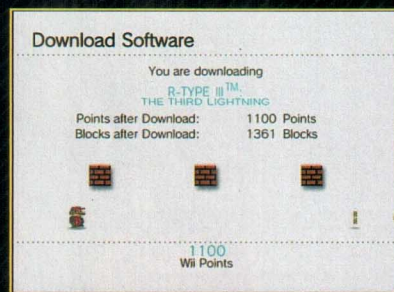 Download Software
You are downloading
R-TYPE III™:
THE THIRD LIGHTNING
Points after Download: 1100 Points
Blocks after Download: 1361 Blocks
1100
Wii Points